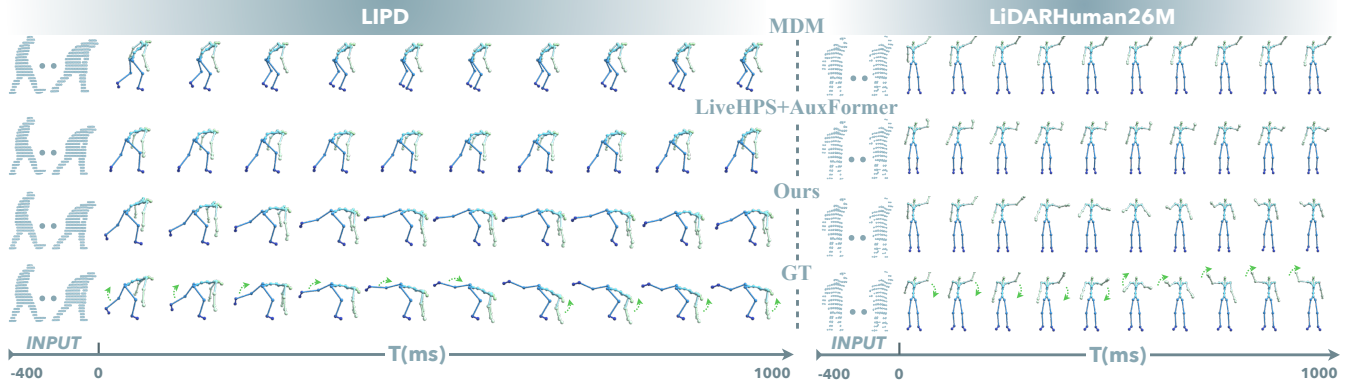 LIPD
LiDARHuman26M
MDM
LiveHPS+AuxFormer
Ours
GT
INPUT
T(ms)
-400
0
1000
INPUT
T(ms)
-400
0
1000